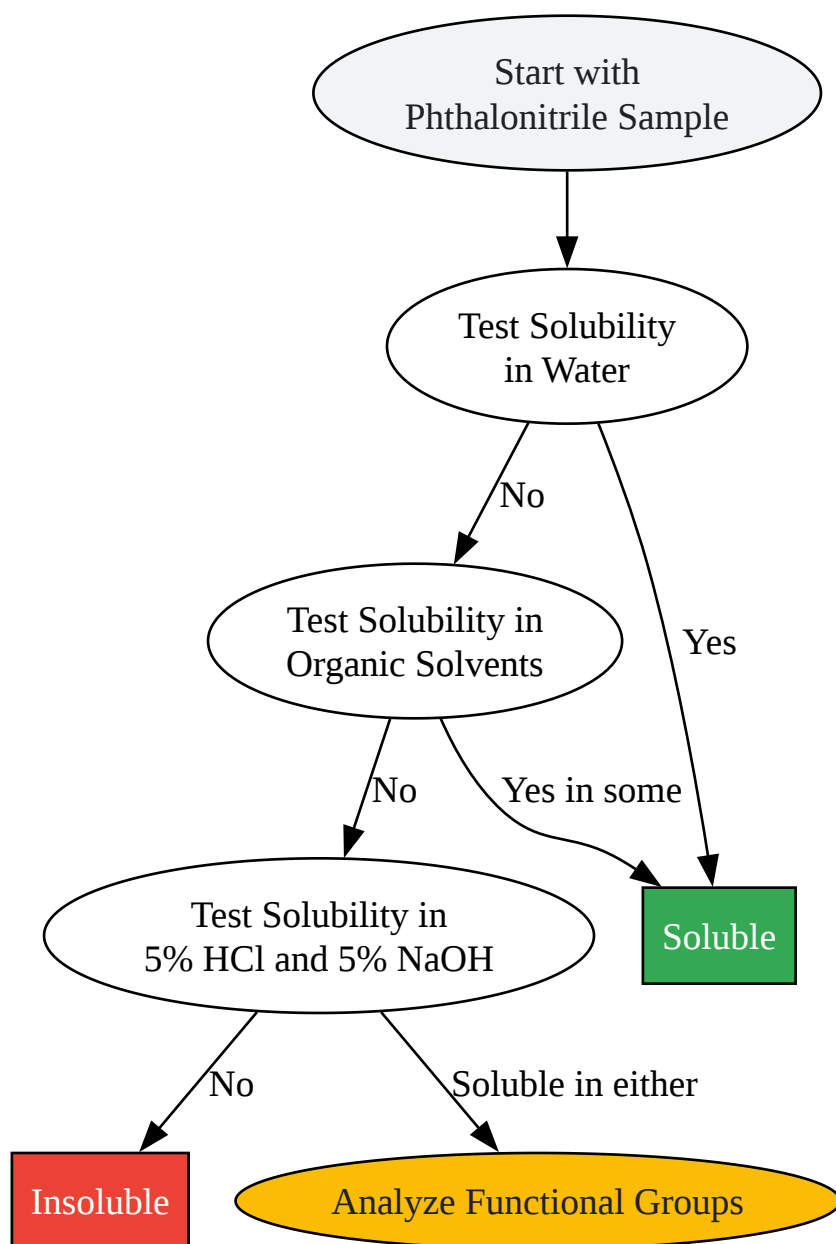 Start with
Phthalonitrile Sample
Test Solubility
in Water
No
Yes
Test Solubility in
Organic Solvents
No
Yes in some
Test Solubility in
5% HCl and 5% NaOH
Soluble
No
Soluble in either
Insoluble
Analyze Functional Groups